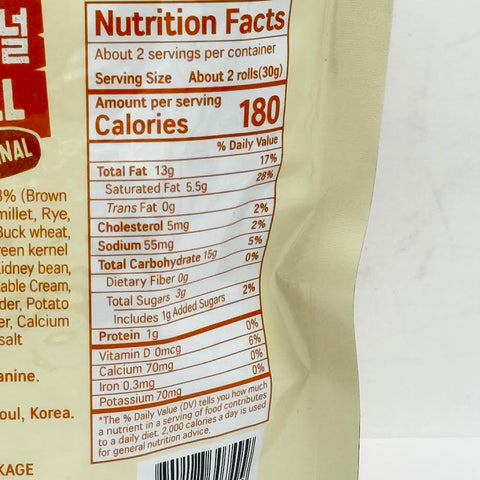 널
LL
NAL
Nutrition Facts
About 2 servings per container
Serving Size About 2 rolls(30g)
Amount per serving
Calories 180
% Daily Value
Total Fat 13g 17%
Saturated Fat 5.5g 28%
Trans Fat 0g
Cholesterol 5mg 2%
Sodium 55mg 2%
Total Carbohydrate 15g 5%
Dietary Fiber 0g 0%
Total Sugars 3g
Includes 1g Added Sugars 2%
Protein 1g
Vitamin D 0mcg 0%
Calcium 70mg 6%
Iron 0.3mg 0%
Potassium 70mg 0%
*The % Daily Value (DV) tells you how much
a nutrient in a serving of food contributes
to a daily diet. 2,000 calories a day is used
for general nutrition advice.
3% (Brown
millet, Rye,
Buck wheat,
reen kernel
idney bean,
able Cream,
der, Potato
er, Calcium
salt
anine.
oul, Korea.
KAGE